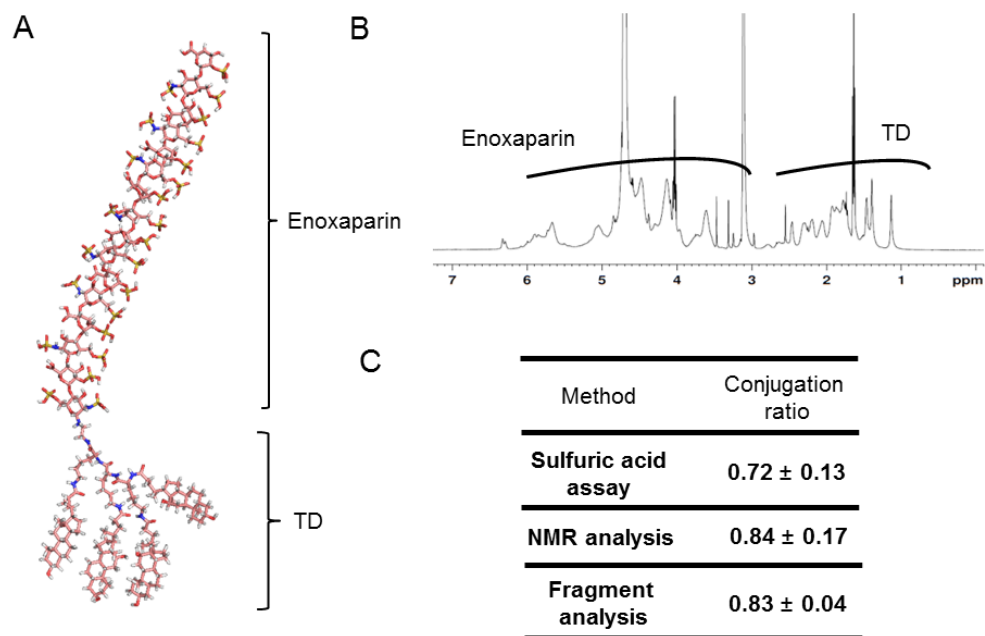 A
Enoxaparin
TD
B
Enoxaparin
TD
7 6 5 4 3 2 1 ppm
C
Method Conjugation ratio
Sulfuric acid assay 0.72 ± 0.13
NMR analysis 0.84 ± 0.17
Fragment analysis 0.83 ± 0.04